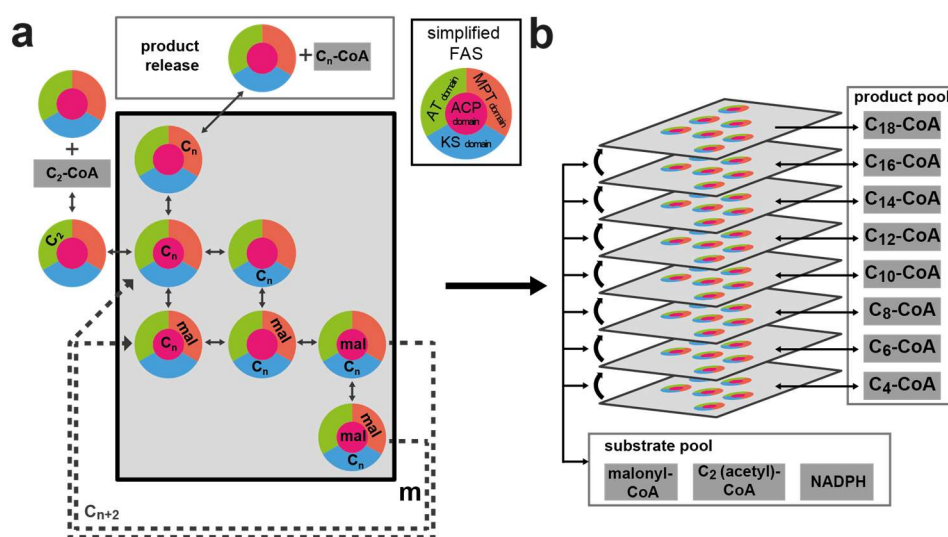 a
product
release
+ Cn-CoA
simplified
FAS
AT domain
MPT domain
ACP
domain
KS domain
+
C2-CoA
C2
Cn
Cn
Cn
Cn mal
mal
Cn
mal
Cn
mal
mal
Cn
m
Cn+2
b
product pool
C18-CoA
C16-CoA
C14-CoA
C12-CoA
C10-CoA
C8-CoA
C6-CoA
C4-CoA
substrate pool
malonyl-
CoA
C2 (acetyl)-
CoA
NADPH